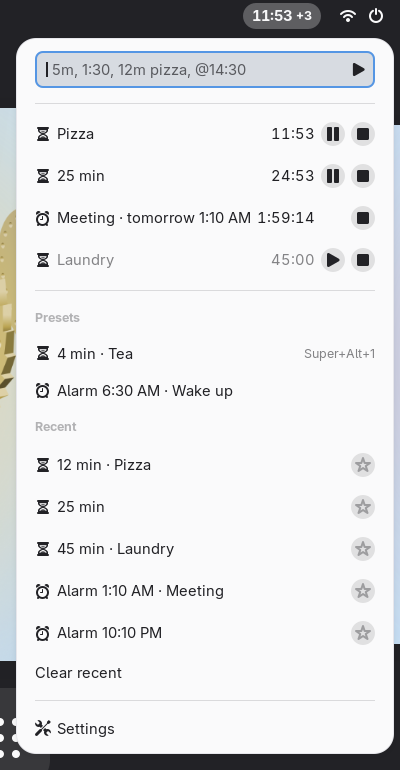 11:53 +3
5m, 1:30, 12m pizza, @14:30
Pizza 11:53
25 min 24:53
Meeting · tomorrow 1:10 AM 1:59:14
Laundry 45:00
Presets
4 min · Tea Super+Alt+1
Alarm 6:30 AM · Wake up
Recent
12 min · Pizza
25 min
45 min · Laundry
Alarm 1:10 AM · Meeting
Alarm 10:10 PM
Clear recent
Settings